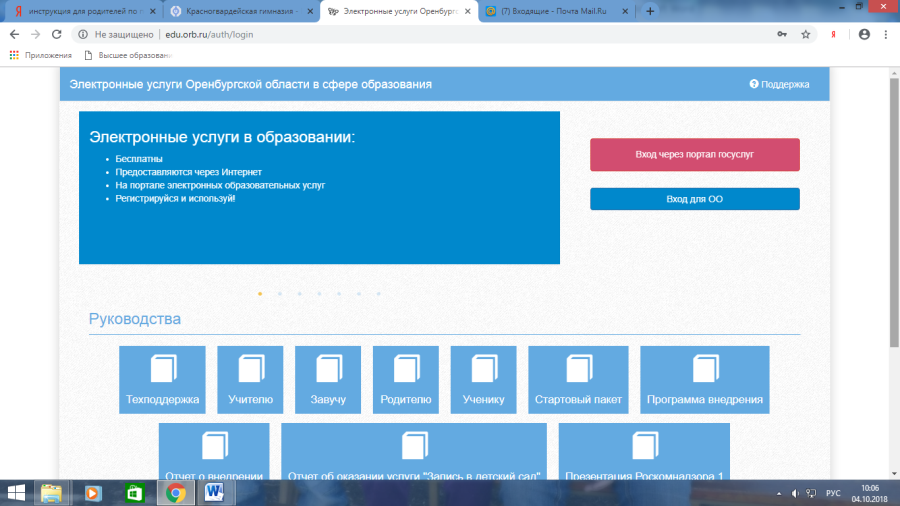 инструкция для родителей по п
Красногвардейская гимназия -
Электронные услуги Оренбургс
(7) Входящие - Почта Mail.Ru
Не защищено | edu.orb.ru/auth/login
Приложения
Высшее образован
Электронные услуги Оренбургской области в сфере образования
Поддержка
Электронные услуги в образовании:
• Бесплатны
• Предоставляются через Интернет
• На портале электронных образовательных услуг
• Регистрируйся и используй!
Вход через портал госуслуг
Вход для ОО
Руководства
Техподдержка
Учителю
Завучу
Родителю
Ученику
Стартовый пакет
Программа внедрения
Отчет о внедрении
Отчет об оказании услуги "Запись в детский сад"
Презентация Роскомнадзора 1
РУС
10:06
04.10.2018